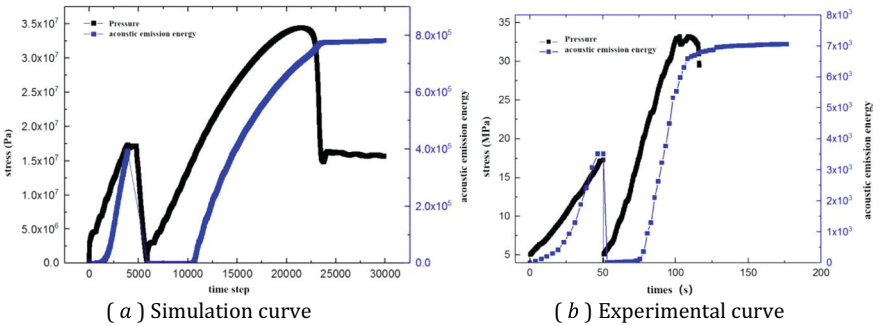 Pressure
acoustic emission energy
3.5x10⁷
3.0x10⁷
2.5x10⁷
2.0x10⁷
1.5x10⁷
1.0x10⁷
5.0x10⁶
0.0
stress (Pa)
8.0x10⁵
6.0x10⁵
4.0x10⁵
2.0x10⁵
0.0
acoustic emission energy
0 5000 10000 15000 20000 25000 30000
time step
( a ) Simulation curve
Pressure
acoustic emission energy
35
30
25
20
15
10
5
stress (MPa)
8x10³
7x10³
6x10³
5x10³
4x10³
3x10³
2x10³
1x10³
0
acoustic emission energy
0 50 100 150 200
times (s)
( b ) Experimental curve